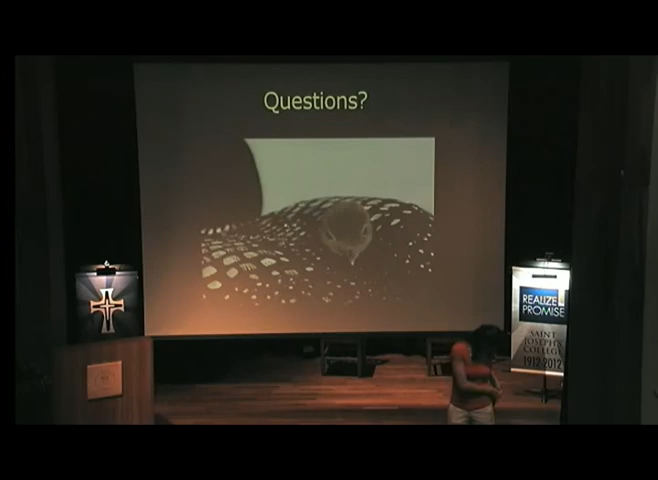 Questions?
REALIZE
PROMISE
SAINT
JOSEPH'S
COLLEGE
1912-2012